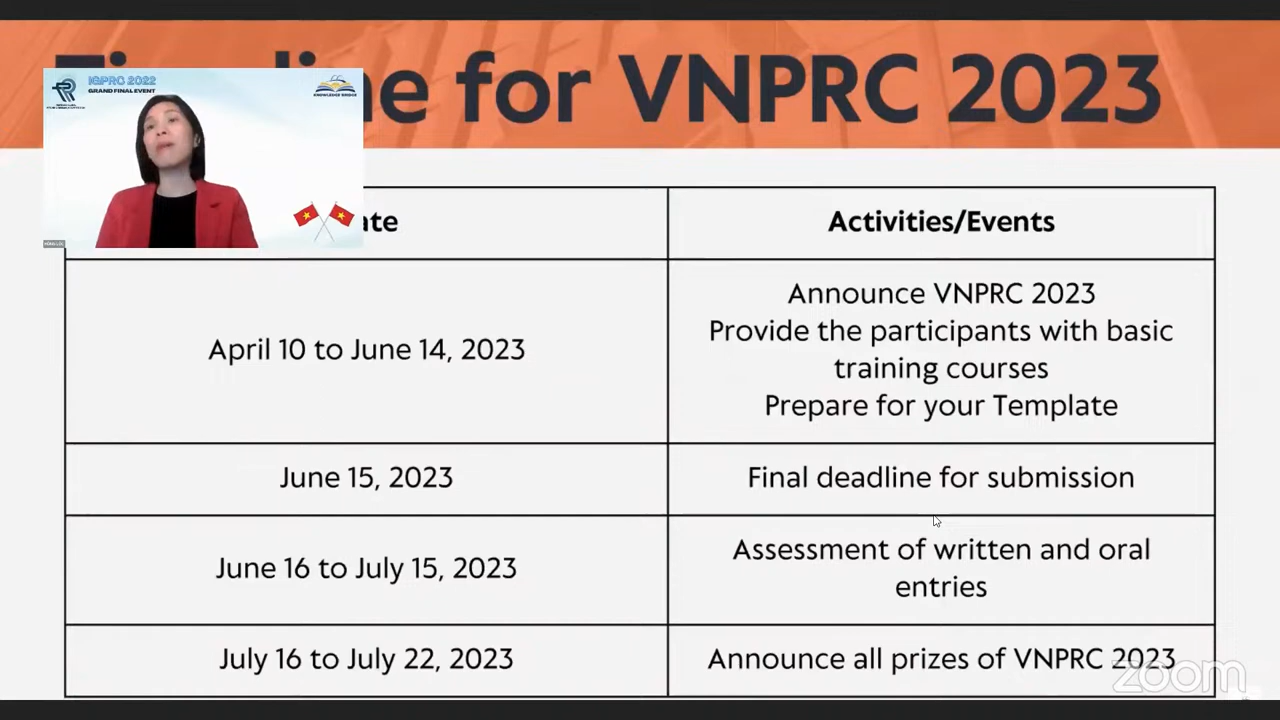 Timeline for VNPRC 2023
IGPRC 2022
GRAND FINAL EVENT
KNOWLEDGE BRIDGE
ate
Activities/Events
April 10 to June 14, 2023
Announce VNPRC 2023
Provide the participants with basic
training courses
Prepare for your Template
June 15, 2023
Final deadline for submission
June 16 to July 15, 2023
Assessment of written and oral
entries
July 16 to July 22, 2023
Announce all prizes of VNPRC 2023
zoom